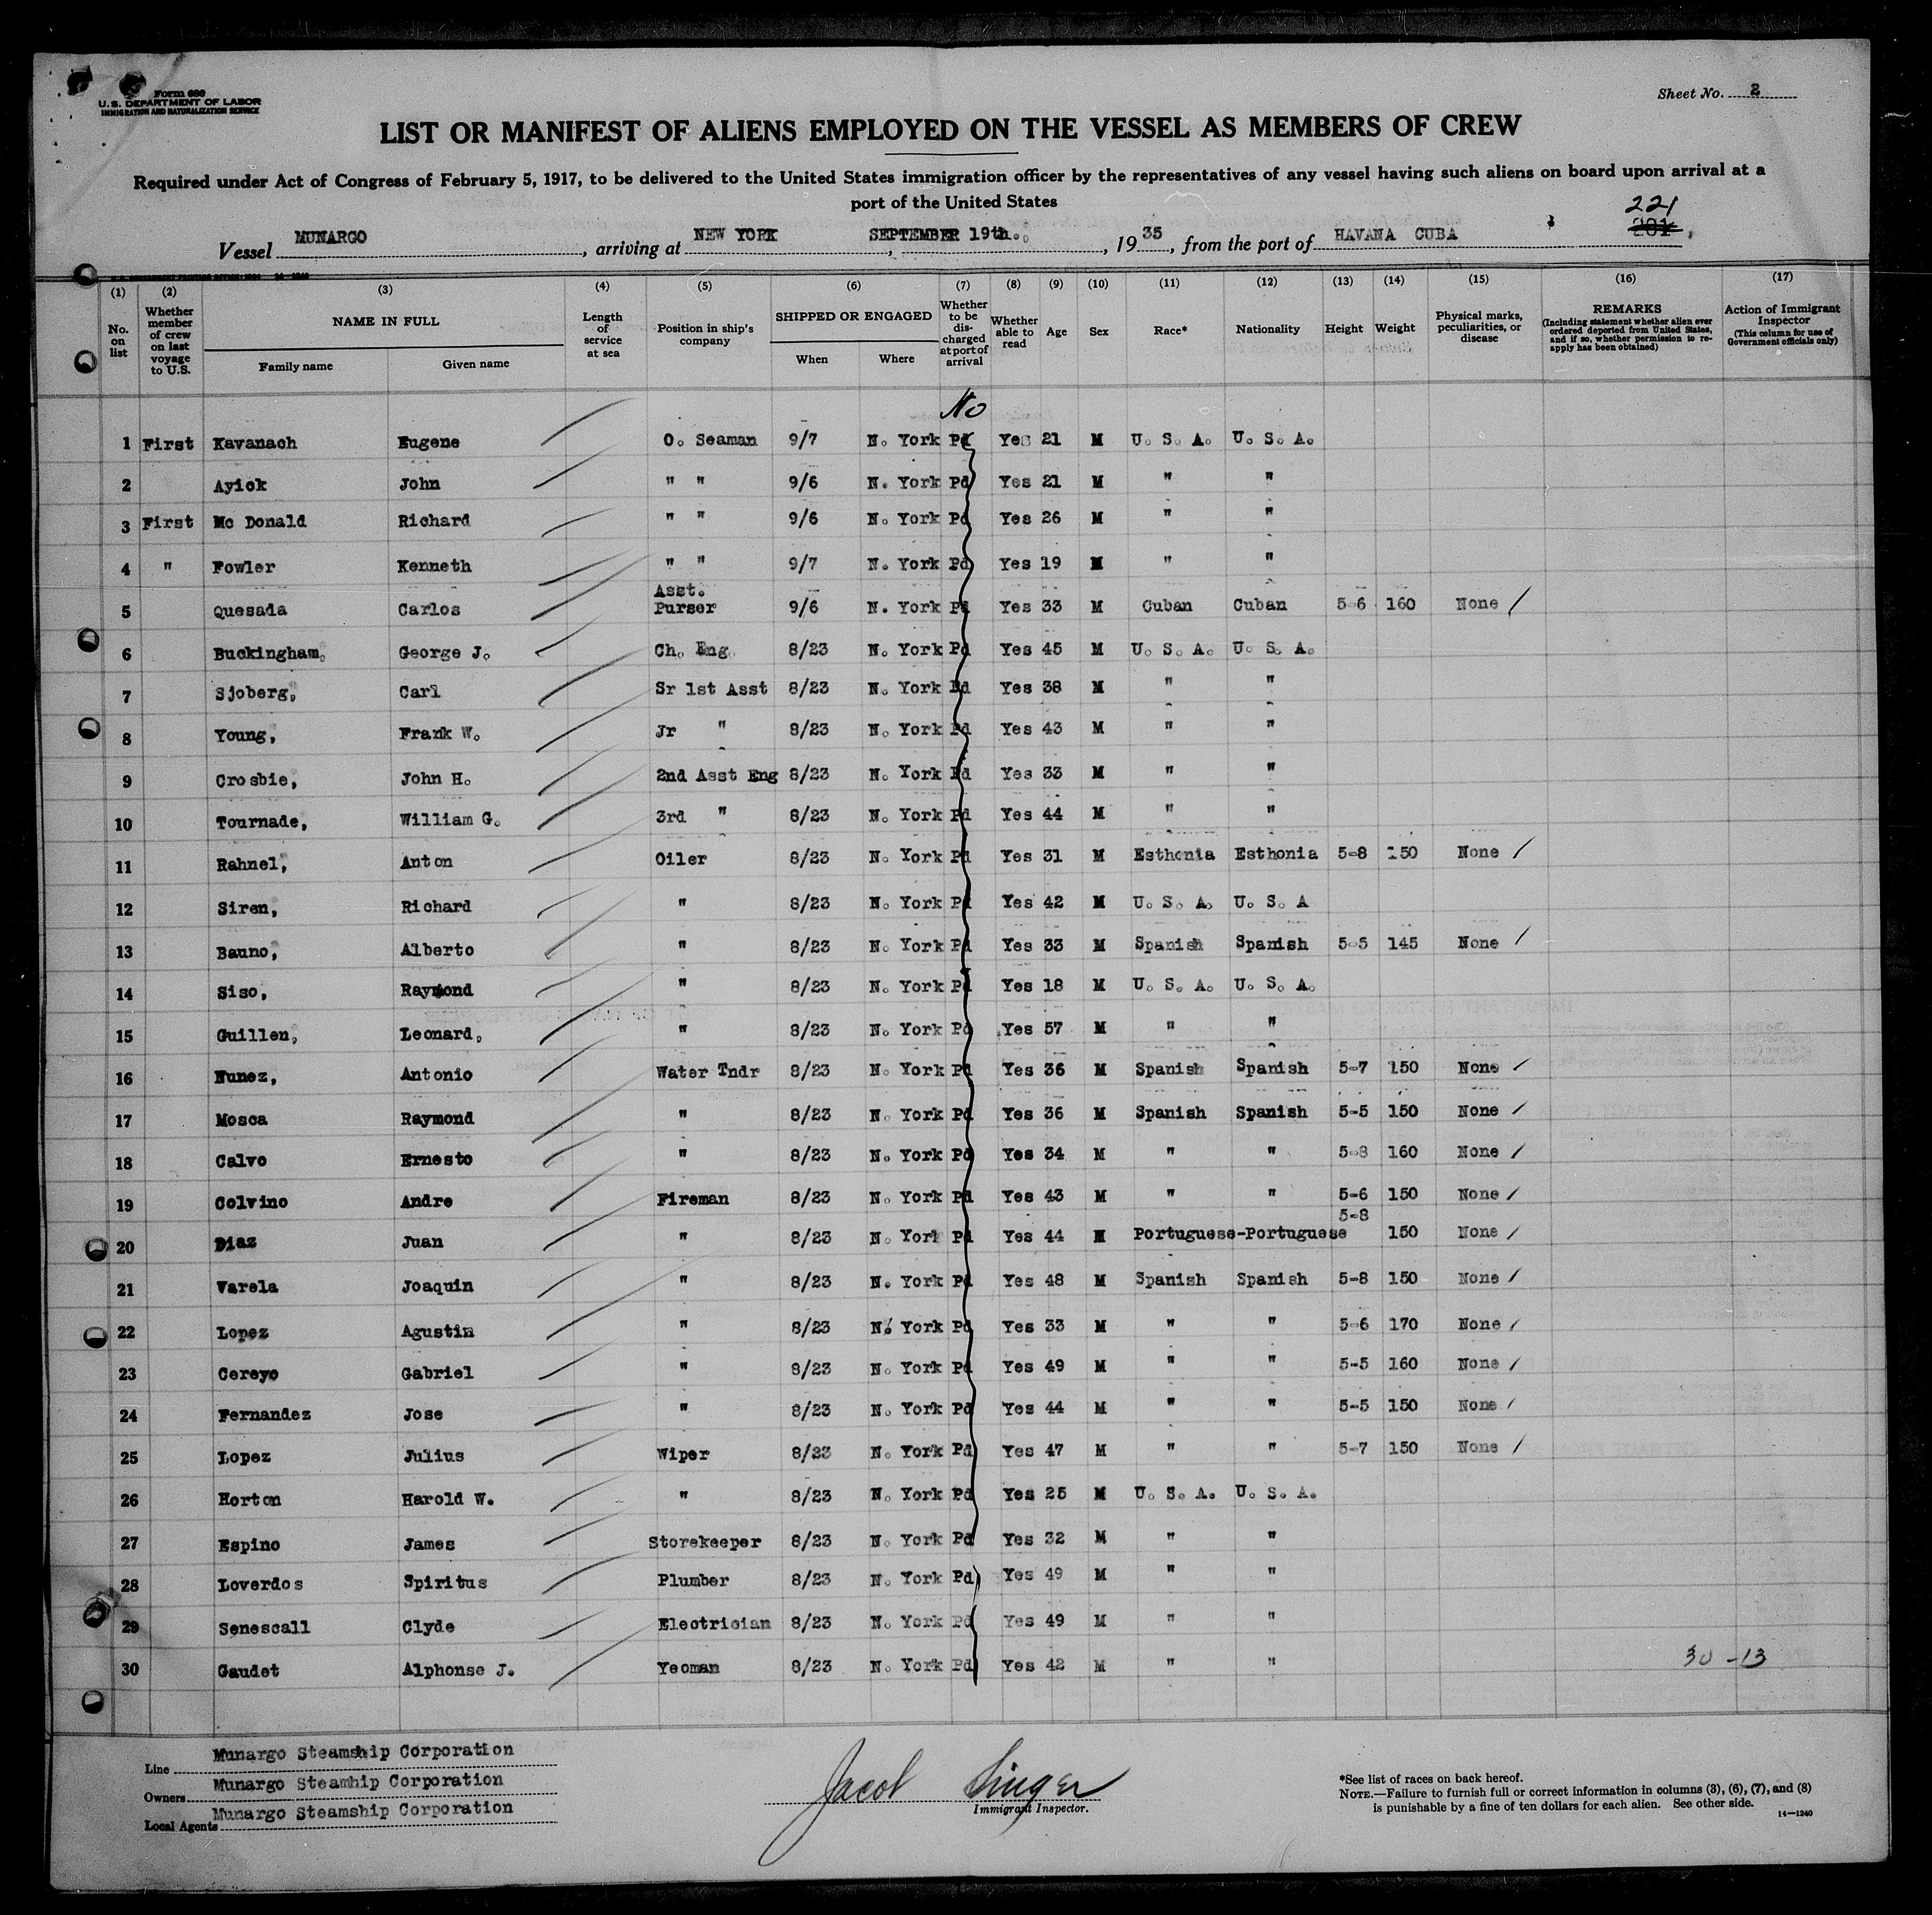 Form 680
U.S. DEPARTMENT OF LABOR
IMMIGRATION AND NATURALIZATION SERVICE
Sheet No. 2
LIST OR MANIFEST OF ALIENS EMPLOYED ON THE VESSEL AS MEMBERS OF CREW
Required under Act of Congress of February 5, 1917, to be delivered to the United States immigration officer by the representatives of any vessel having such aliens on board upon arrival at a
port of the United States
221
Vessel MUNARGO, arriving at NEW YORK, SEPTEMBER 19th., 1935, from the port of HAVANA CUBA
(1) (2) (3) (4) (5) (6) (7) (8) (9) (10) (11) (12) (13) (14) (15) (16) (17)
No. on list
Whether member of crew on last voyage to U.S.
NAME IN FULL
Family name Given name
Length of service at sea
Position in ship's company
SHIPPED OR ENGAGED
When Where
Whether to be discharged at port of arrival
Whether able to read
Age
Sex
Race*
Nationality
Height
Weight
Physical marks, peculiarities, or disease
REMARKS
(Including statement whether alien ever ordered deported from United States, and if so, whether permission to re-apply has been obtained)
Action of Immigrant Inspector
(This column for use of Government officials only)
No
1 First Kavanach Eugene O. Seaman 9/7 N. York Pd Yes 21 M U. S. A. U. S. A.
2 Ayick John " " 9/6 N. York Pd Yes 21 M " "
3 First Mc Donald Richard " " 9/6 N. York Pd Yes 26 M " "
4 " Fowler Kenneth " " 9/7 N. York Pd Yes 19 M " "
5 Quesada Carlos Asst. Purser 9/6 N. York Pd Yes 33 M Cuban Cuban 5-6 160 None
6 Buckingham, George J. Ch. Eng. 8/23 N. York Pd Yes 45 M U. S. A. U. S. A.
7 Sjoberg, Carl Sr 1st Asst 8/23 N. York Pd Yes 38 M " "
8 Young, Frank W. Jr " 8/23 N. York Pd Yes 43 M " "
9 Crosbie, John H. 2nd Asst Eng 8/23 N. York Pd Yes 33 M " "
10 Tournade, William G. 3rd " 8/23 N. York Pd Yes 44 M " "
11 Rahnel, Anton Oiler 8/23 N. York Pd Yes 31 M Esthonia Esthonia 5-8 150 None
12 Siren, Richard " 8/23 N. York Pd Yes 42 M U. S. A. U. S. A
13 Bauno, Alberto " 8/23 N. York Pd Yes 33 M Spanish Spanish 5-5 145 None
14 Siso, Raymond " 8/23 N. York Pd Yes 18 M U. S. A. U. S. A.
15 Guillen, Leonard, " 8/23 N. York Pd Yes 57 M " "
16 Nunez, Antonio Water Tndr 8/23 N. York Pd Yes 36 M Spanish Spanish 5-7 150 None
17 Mosca Raymond " 8/23 N. York Pd Yes 36 M Spanish Spanish 5-5 150 None
18 Calvo Ernesto " 8/23 N. York Pd Yes 34 M " " 5-8 160 None
19 Colvino Andre Fireman 8/23 N. York Pd Yes 43 M " " 5-6 150 None
20 Diaz Juan " 8/23 N. York Pd Yes 44 M Portuguese-Portuguese 5-8 150 None
21 Varela Joaquin " 8/23 N. York Pd Yes 48 M Spanish Spanish 5-8 150 None
22 Lopez Agustin " 8/23 N. York Pd Yes 33 M " " 5-6 170 None
23 Cereyo Gabriel " 8/23 N. York Pd Yes 49 M " " 5-5 160 None
24 Fernandez Jose " 8/23 N. York Pd Yes 44 M " " 5-5 150 None
25 Lopez Julius Wiper 8/23 N. York Pd Yes 47 M " " 5-7 150 None
26 Horton Harold W. " 8/23 N. York Pd Yes 25 M U. S. A. U. S. A.
27 Espino James Storekeeper 8/23 N. York Pd Yes 32 M " "
28 Loverdos Spiritus Plumber 8/23 N. York Pd Yes 49 M " "
29 Senescall Clyde Electrician 8/23 N. York Pd Yes 49 M " "
30 Gaudet Alphonse J. Yeoman 8/23 N. York Pd Yes 42 M " "
30 -13
Line Munargo Steamship Corporation
Owners Munargo Steamhip Corporation
Local Agents Munargo Steamship Corporation
Jacob Singer
Immigrant Inspector.
*See list of races on back hereof.
NOTE.—Failure to furnish full or correct information in columns (3), (6), (7), and (8)
is punishable by a fine of ten dollars for each alien. See other side.
14—1240